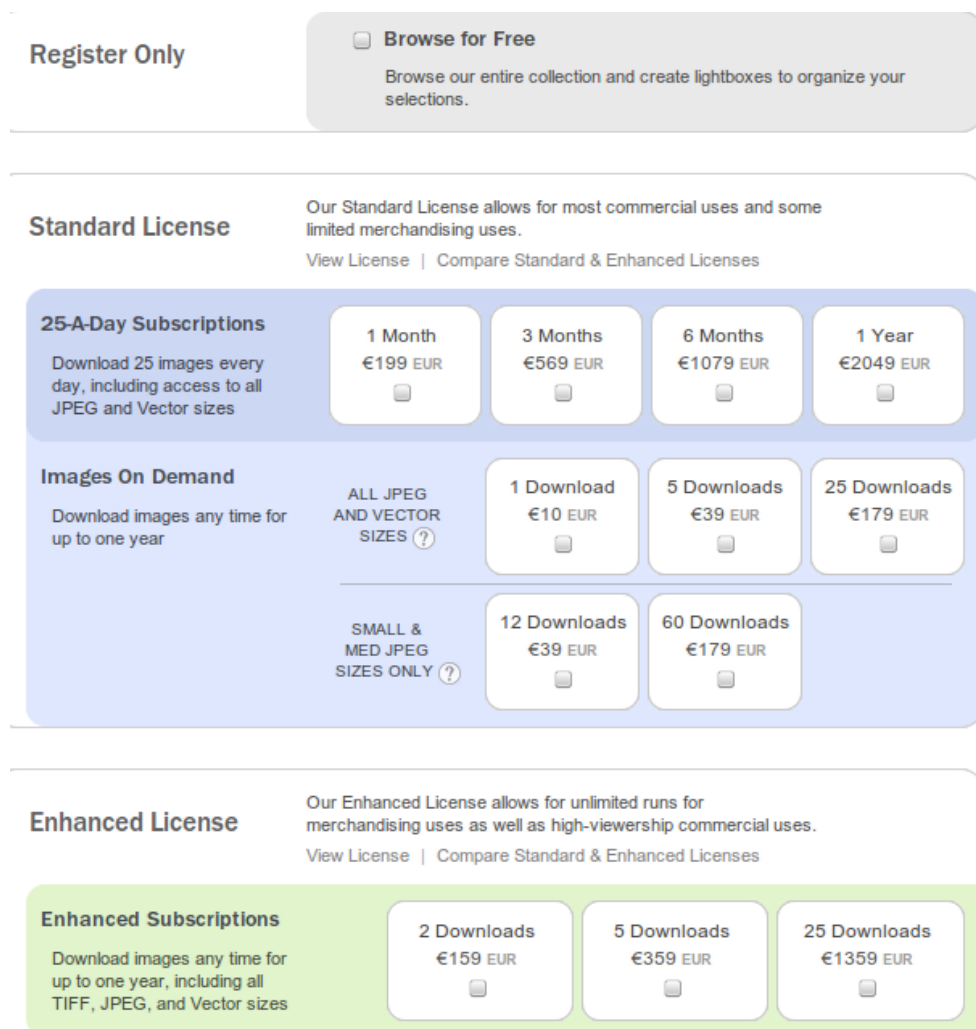 Register Only
Browse for Free
Browse our entire collection and create lightboxes to organize your
selections.
Standard License
Our Standard License allows for most commercial uses and some
limited merchandising uses.
View License | Compare Standard & Enhanced Licenses
25-A-Day Subscriptions
Download 25 images every
day, including access to all
JPEG and Vector sizes
1 Month
€199 EUR
3 Months
€569 EUR
6 Months
€1079 EUR
1 Year
€2049 EUR
Images On Demand
Download images any time for
up to one year
ALL JPEG
AND VECTOR
SIZES ?
1 Download
€10 EUR
5 Downloads
€39 EUR
25 Downloads
€179 EUR
SMALL &
MED JPEG
SIZES ONLY ?
12 Downloads
€39 EUR
60 Downloads
€179 EUR
Enhanced License
Our Enhanced License allows for unlimited runs for
merchandising uses as well as high-viewership commercial uses.
View License | Compare Standard & Enhanced Licenses
Enhanced Subscriptions
Download images any time for
up to one year, including all
TIFF, JPEG, and Vector sizes
2 Downloads
€159 EUR
5 Downloads
€359 EUR
25 Downloads
€1359 EUR